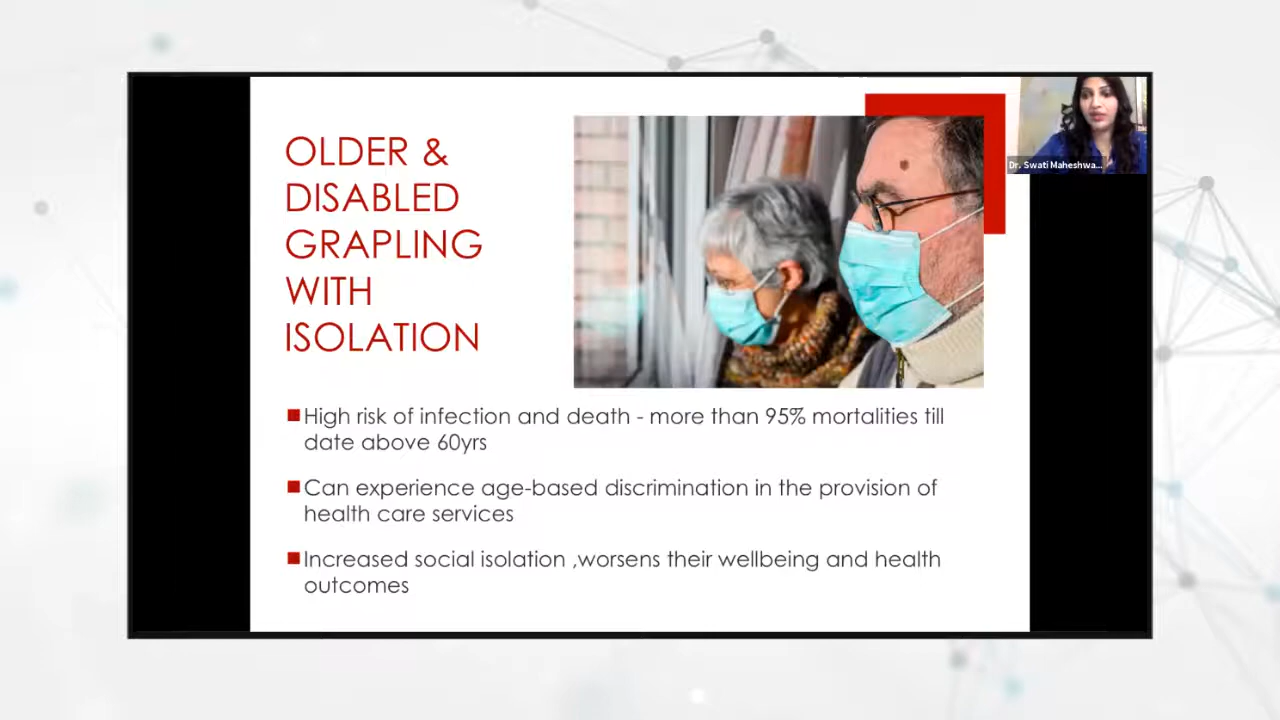 OLDER &
DISABLED
GRAPLING
WITH
ISOLATION
Dr. Swati Maheshwa...
■High risk of infection and death - more than 95% mortalities till
date above 60yrs
■Can experience age-based discrimination in the provision of
health care services
■Increased social isolation ,worsens their wellbeing and health
outcomes